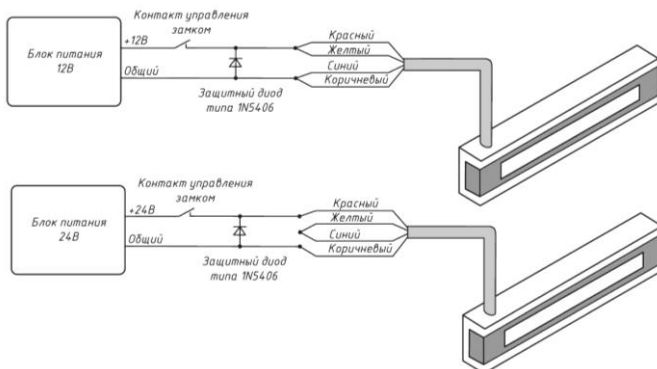 Контакт управления
замком
+12В
Блок питания
12В
Общий
Защитный диод
типа 1N5406
Красный
Желтый
Синий
Коричневый
Контакт управления
замком
+24В
Блок питания
24В
Общий
Защитный диод
типа 1N5406
Красный
Желтый
Синий
Коричневый